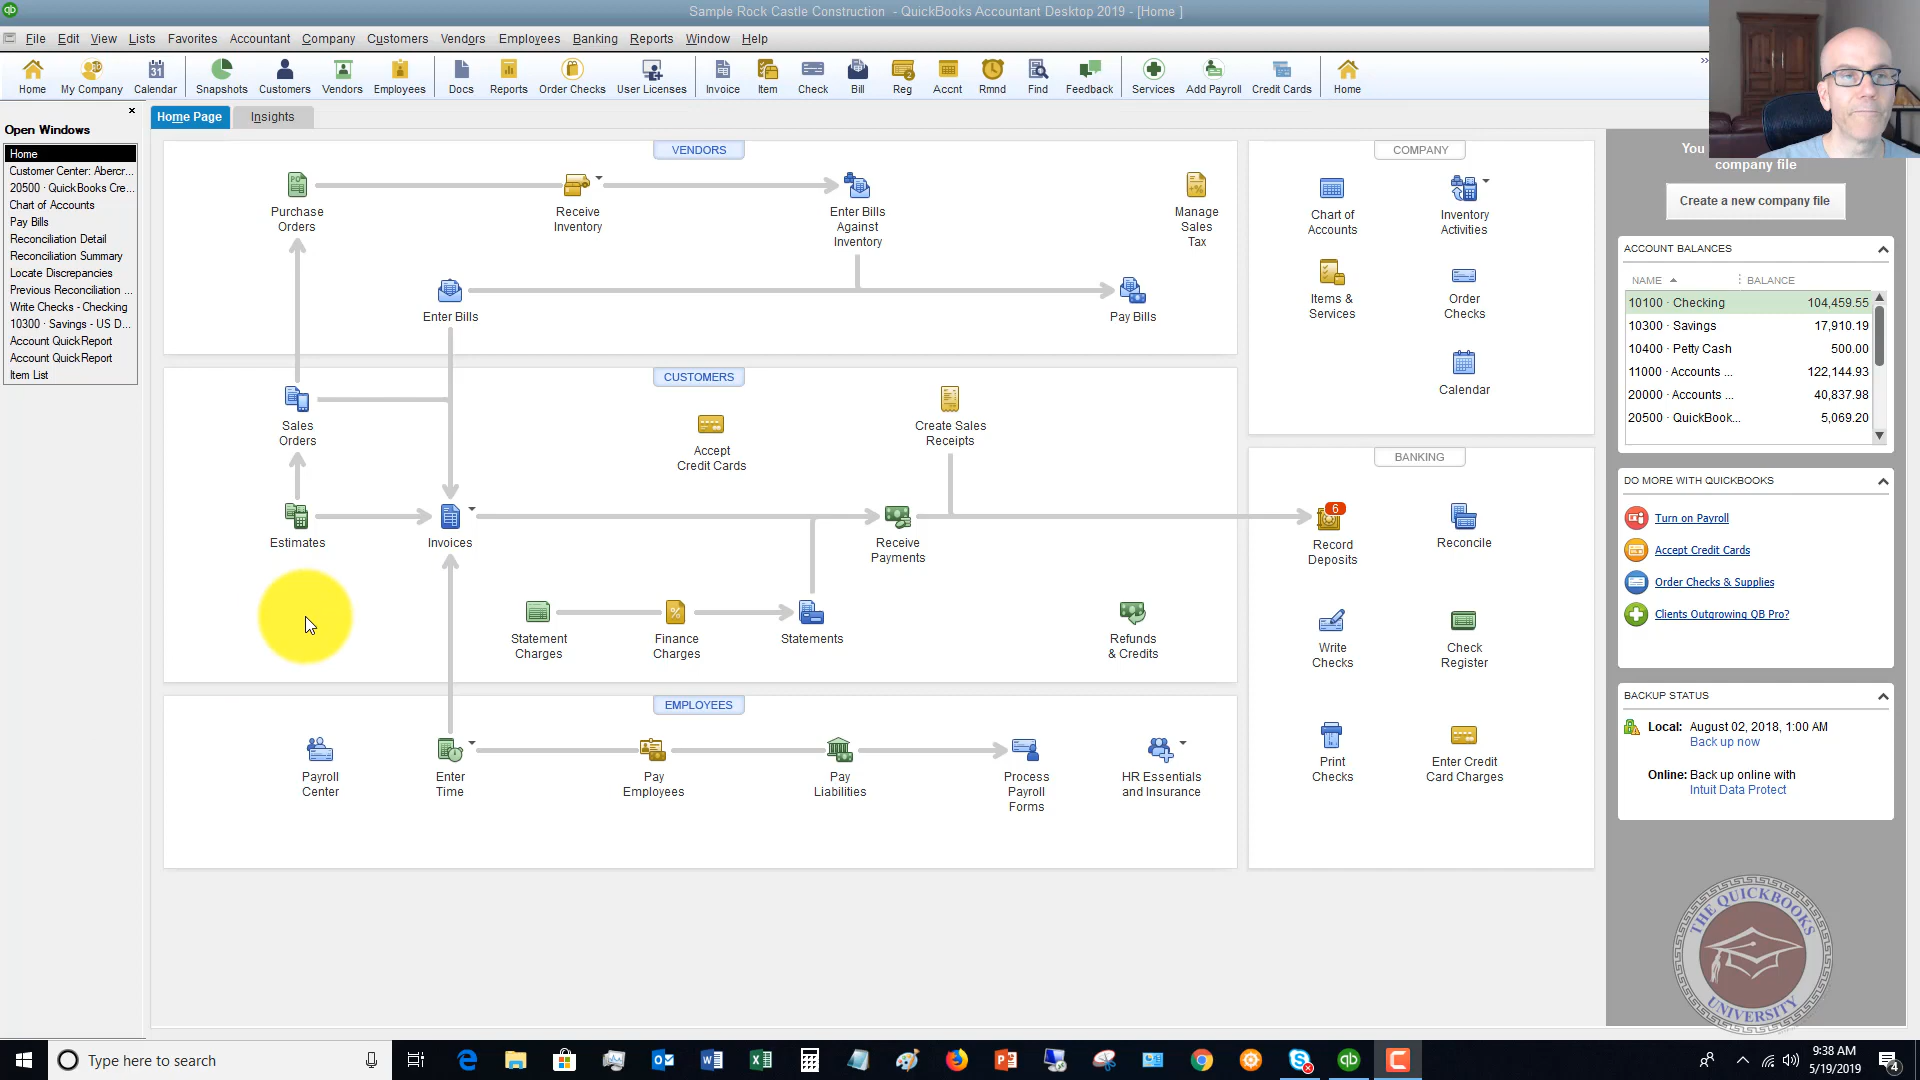 Sample Rock Castle Construction - QuickBooks Accountant Desktop 2019 - [Home ]
File Edit View Lists Favorites Accountant Company Customers Vendors Employees Banking Reports Window Help
Home My Company Calendar Snapshots Customers Vendors Employees Docs Reports Order Checks User Licenses Invoice Item Check Bill Reg Accnt Rmnd Find Feedback Services Add Payroll Credit Cards Home
31
Open Windows
Home
Customer Center: Abercr...
20500 · QuickBooks Cre...
Chart of Accounts
Pay Bills
Reconciliation Detail
Reconciliation Summary
Locate Discrepancies
Previous Reconciliation ...
Write Checks - Checking
10300 · Savings - US D...
Account QuickReport
Account QuickReport
Item List
Home Page Insights
VENDORS
Purchase
Orders
Receive
Inventory
Enter Bills
Against
Inventory
Manage
Sales
Tax
Enter Bills
Pay Bills
CUSTOMERS
Sales
Orders
Accept
Credit Cards
Create Sales
Receipts
Estimates
Invoices
Receive
Payments
Statement
Charges
Finance
Charges
Statements
Refunds
& Credits
EMPLOYEES
Payroll
Center
Enter
Time
Pay
Employees
Pay
Liabilities
Process
Payroll
Forms
HR Essentials
and Insurance
COMPANY
Chart of
Accounts
Inventory
Activities
Items &
Services
Order
Checks
Calendar
BANKING
6
Record
Deposits
Reconcile
Write
Checks
Check
Register
Print
Checks
Enter Credit
Card Charges
You
company file
Create a new company file
ACCOUNT BALANCES
NAME BALANCE
10100 · Checking 104,459.55
10300 · Savings 17,910.19
10400 · Petty Cash 500.00
11000 · Accounts ... 122,144.93
20000 · Accounts ... 40,837.98
20500 · QuickBook... 5,069.20
DO MORE WITH QUICKBOOKS
Turn on Payroll
Accept Credit Cards
Order Checks & Supplies
Clients Outgrowing QB Pro?
BACKUP STATUS
Local: August 02, 2018, 1:00 AM
Back up now
Online: Back up online with
Intuit Data Protect
THE QUICKBOOKS
UNIVERSITY
Type here to search
9:38 AM
5/19/2019
4